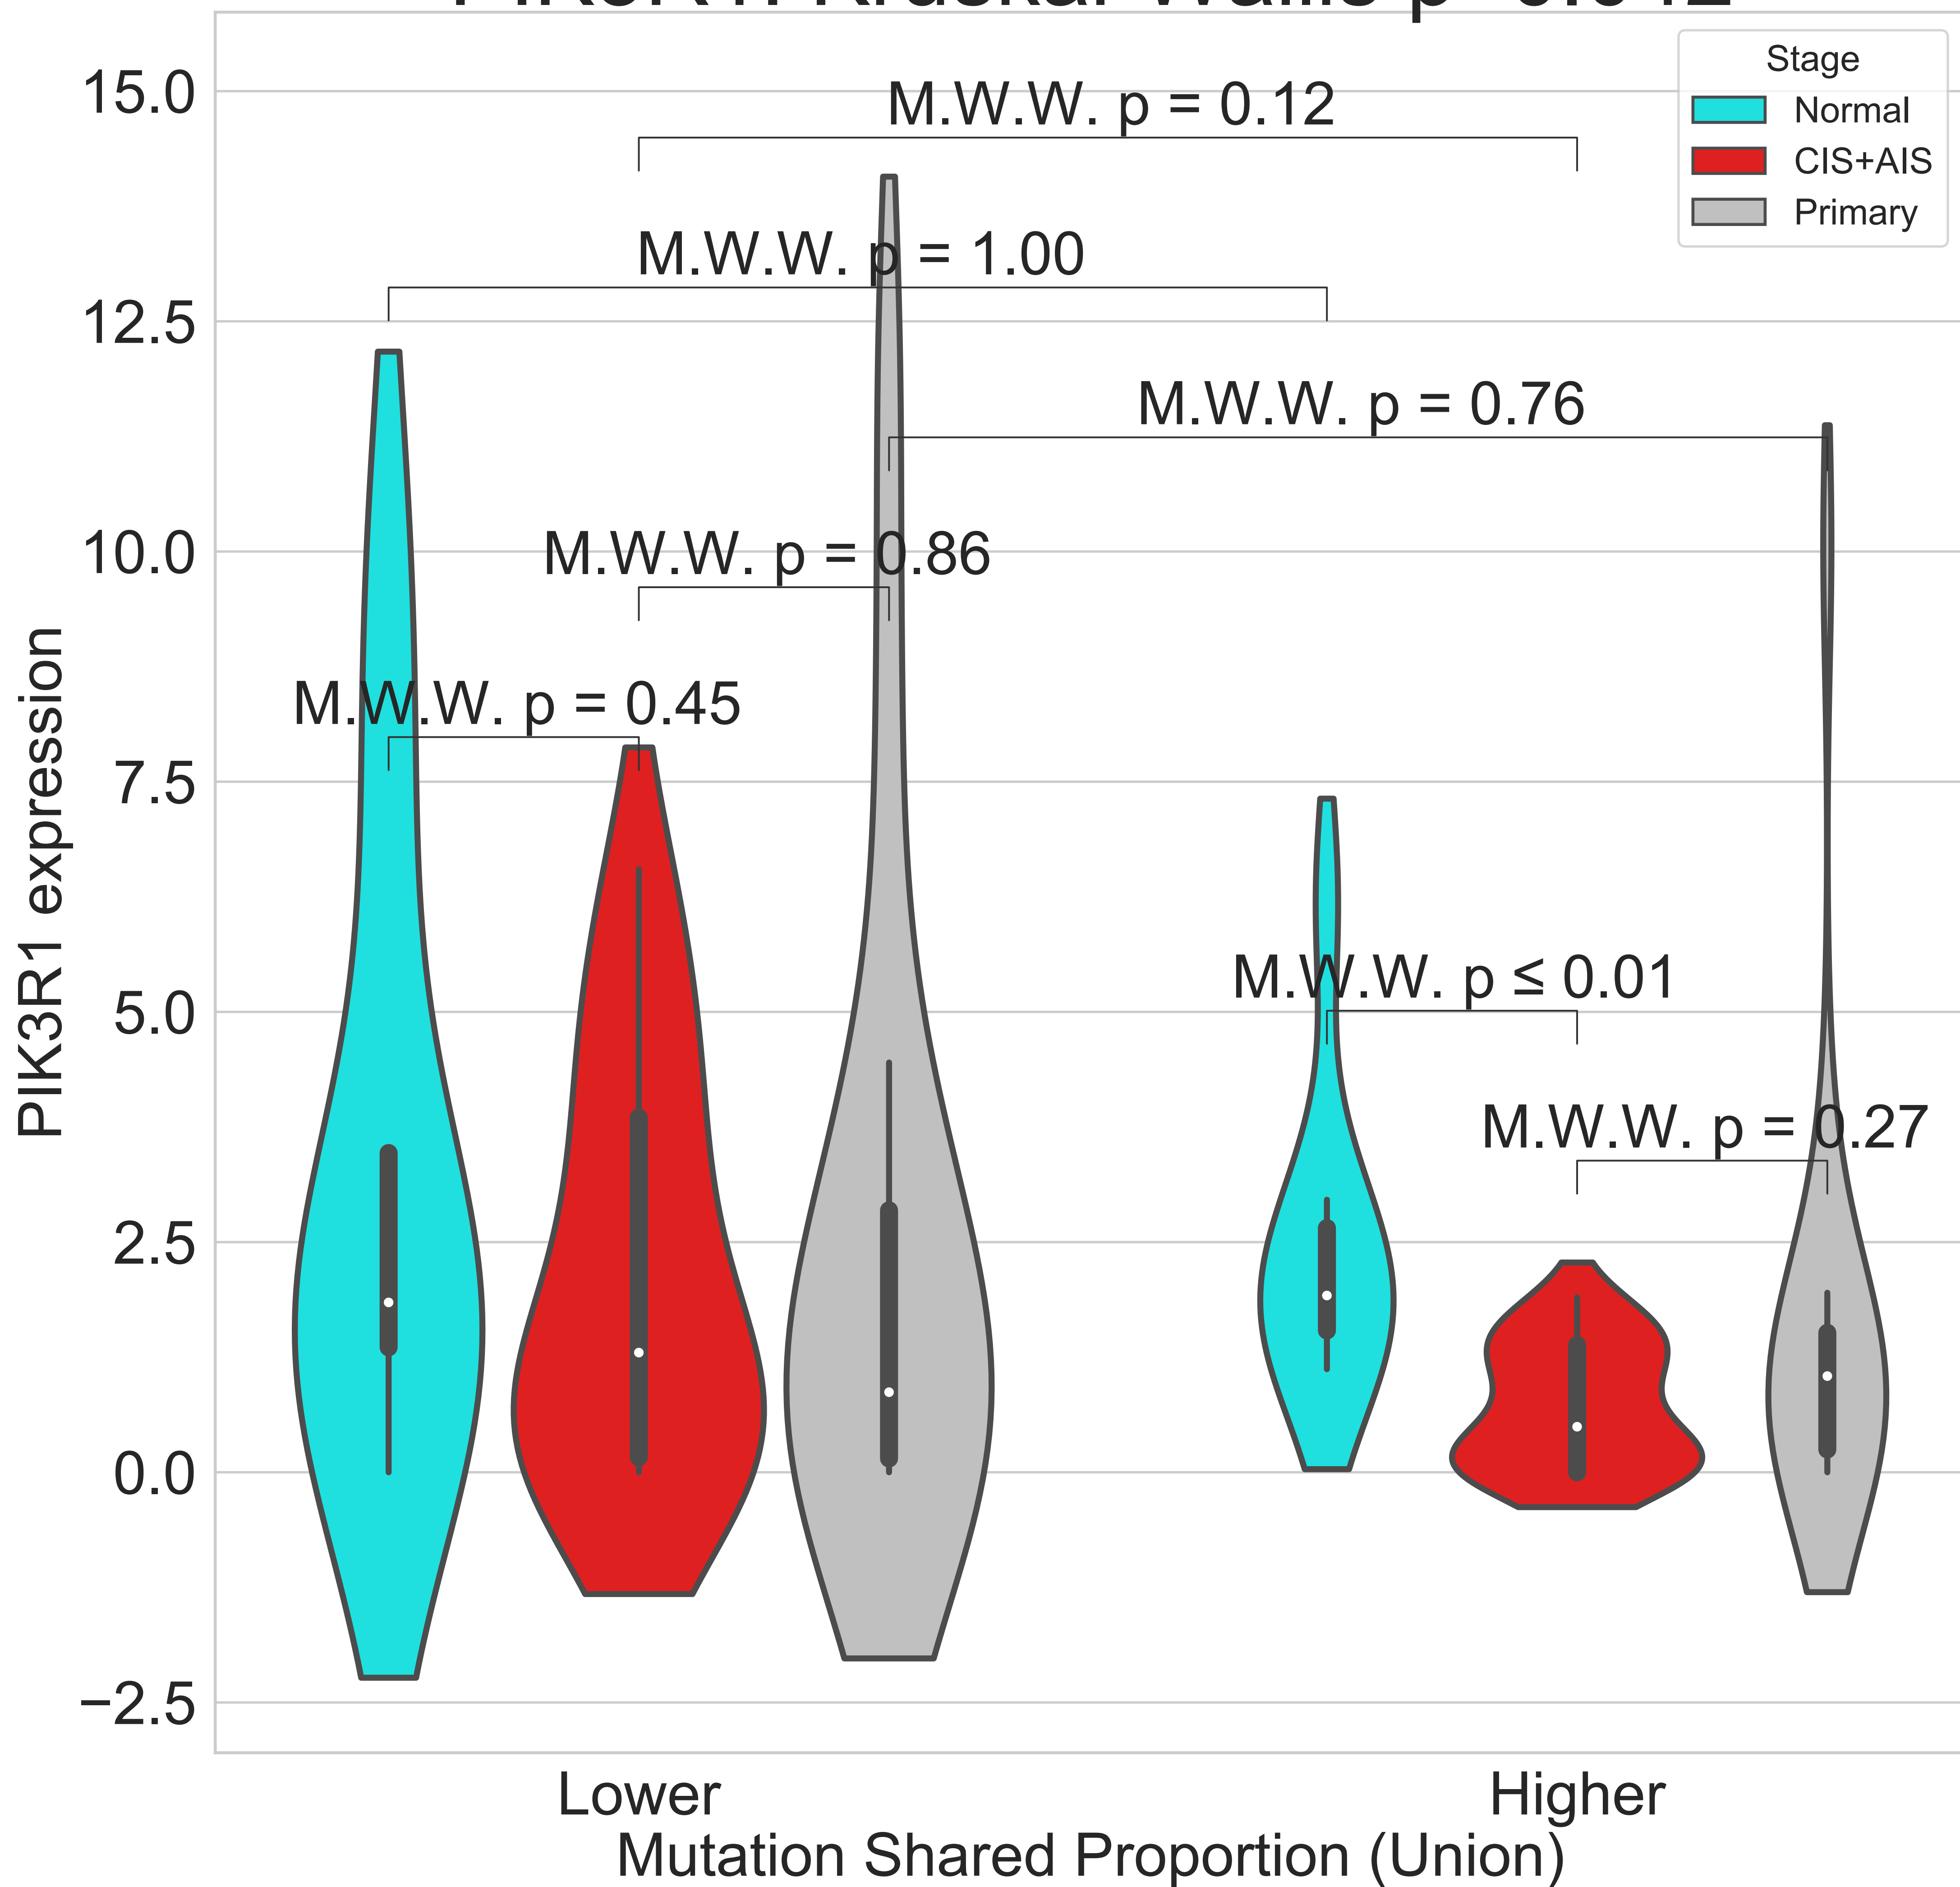 15.0
12.5
10.0
7.5
5.0
2.5
0.0
−2.5
PIK3R1 expression
Stage
Normal
CIS+AIS
Primary
M.W.W. p = 0.12
M.W.W. p = 1.00
M.W.W. p = 0.76
M.W.W. p = 0.86
M.W.W. p = 0.45
M.W.W. p ≤ 0.01
M.W.W. p = 0.27
Lower
Higher
Mutation Shared Proportion (Union)